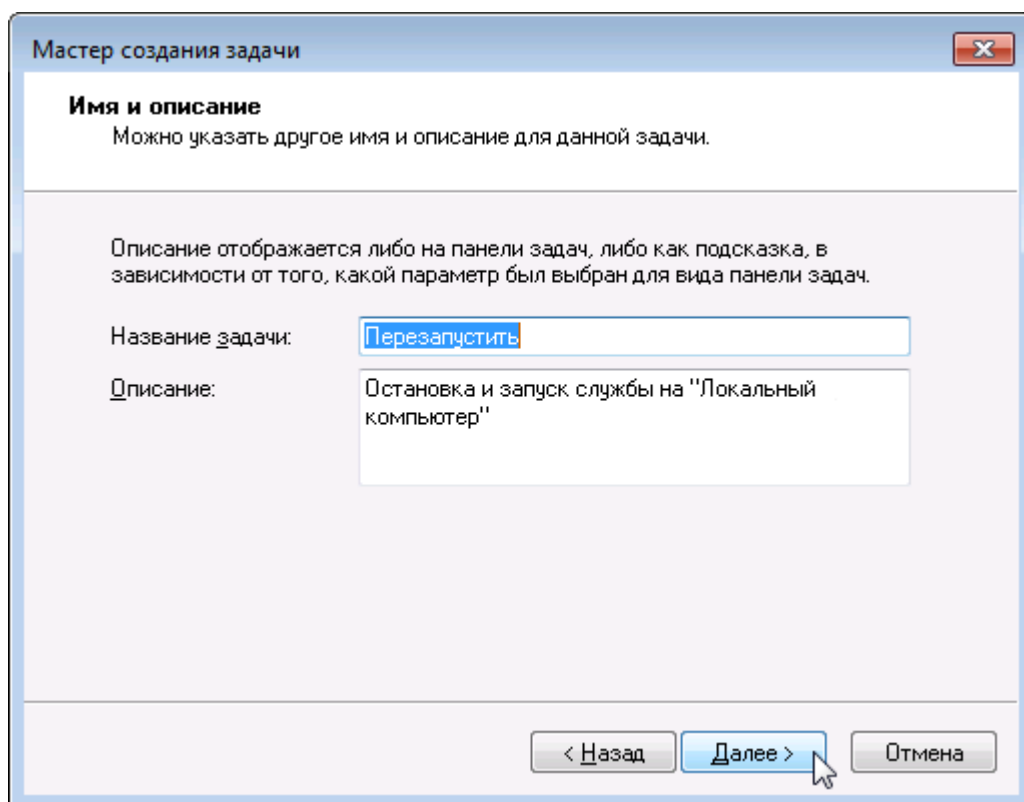 Мастер создания задачи
Имя и описание
Можно указать другое имя и описание для данной задачи.
Описание отображается либо на панели задач, либо как подсказка, в
зависимости от того, какой параметр был выбран для вида панели задач.
Название задачи:
Перезапустить
Описание:
Остановка и запуск службы на "Локальный
компьютер"
< Назад
Далее >
Отмена